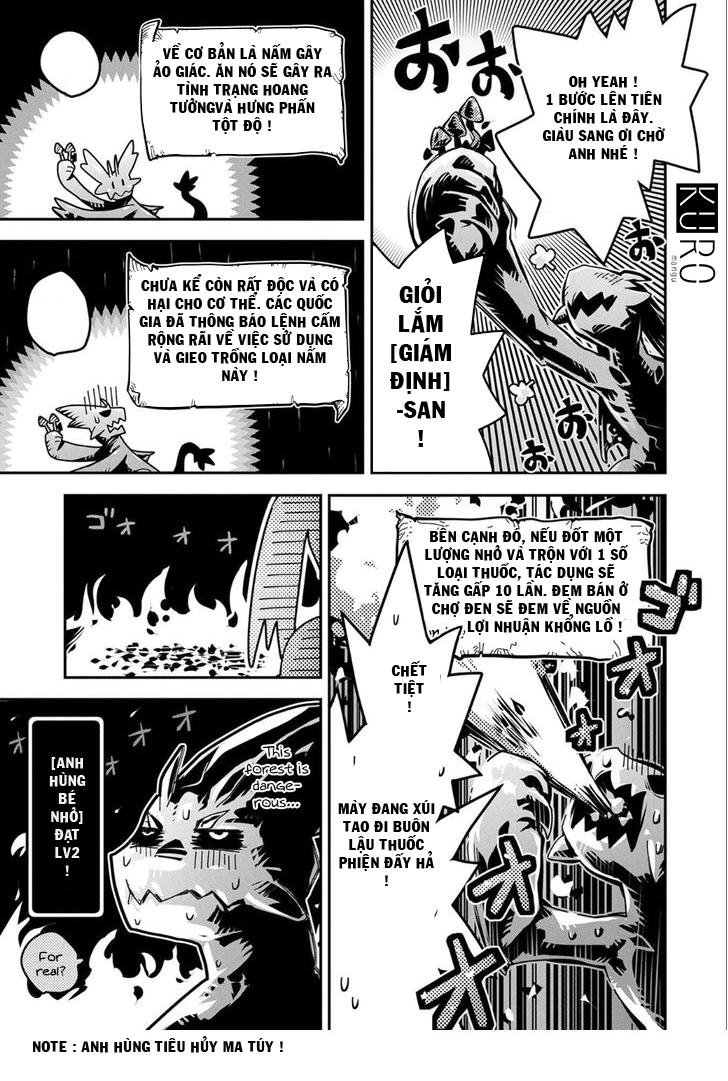 OH YEAH !
1 BƯỚC LÊN TIÊN
CHÍNH LÀ ĐÂY.
GIÀU SANG ƠI CHỜ
ANH NHÉ !
おおおお
KURO
mangu
GIỎI
LẮM
[GIÁM
ĐỊNH]
-SAN
!
VỀ CƠ BẢN LÀ NẤM GÂY
ẢO GIÁC. ĂN NÓ SẼ GÂY RA
TÌNH TRẠNG HOANG
TƯỞNGVÀ HƯNG PHẤN
TỘT ĐỘ !
CHƯA KỂ CÒN RẤT ĐỘC VÀ CÓ
HẠI CHO CƠ THỂ. CÁC QUỐC
GIA ĐÃ THÔNG BÁO LỆNH CẤM
RỘNG RÃI VỀ VIỆC SỬ DỤNG
VÀ GIEO TRỒNG LOẠI NẤM
NÀY !
BÊN CẠNH ĐÓ, NẾU ĐỐT MỘT
LƯỢNG NHỎ VÀ TRỘN VỚI 1 SỐ
LOẠI THUỐC, TÁC DỤNG SẼ
TĂNG GẤP 10 LẦN. ĐEM BÁN Ở
CHỢ ĐEN SẼ ĐEM VỀ NGUỒN
LỢI NHUẬN KHỔNG LỒ !
ゴオオオオ
CHẾT
TIỆT
!
MÀY ĐANG XÚI
TAO ĐI BUÔN
LẬU THUỐC
PHIỆN ĐẤY HẢ
!
ゴオ
This
forest is
dange-
rous...
[ANH
HÙNG
BÉ
NHỎ]
ĐẠT
LV2
!
For
real?
NOTE : ANH HÙNG TIÊU HỦY MA TÚY !